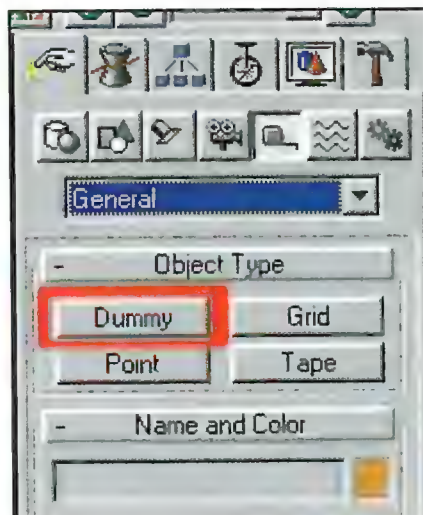 General
- Object Type
Dummy Grid
Point Tape
- Name and Color